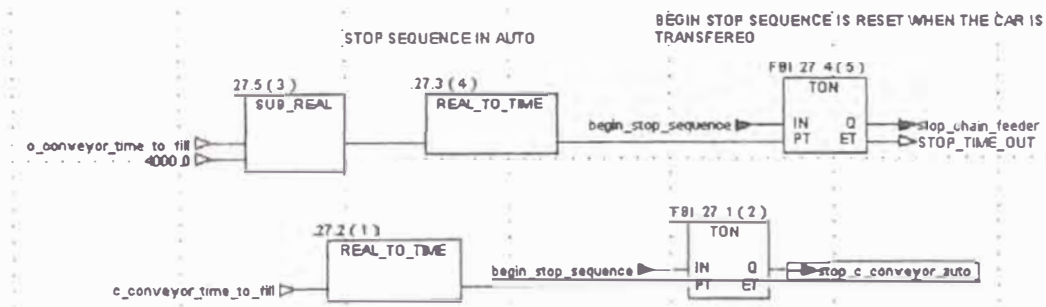 BEGIN STOP SEQUENCE IS RESET WHEN THE CAR IS
TRANSFERED
STOP SEQUENCE IN AUTO
FBI 27 4 ( 5 )
TON
27.5 ( 3 )
SUB_REAL
.27.3 ( 4 )
REAL_TO_TIME
begin_stop_sequence
IN Q
stop_chain_feeder
PT ET
STOP_TIME_OUT
o_conveyor_time_to_fill
4000.0
FBI 27 1 ( 2 )
TON
.27.2 ( 1 )
REAL_TO_TIME
begin_stop_sequence
IN Q
stop_c_conveyor_auto
PT ET
c_conveyor_time_to_fill